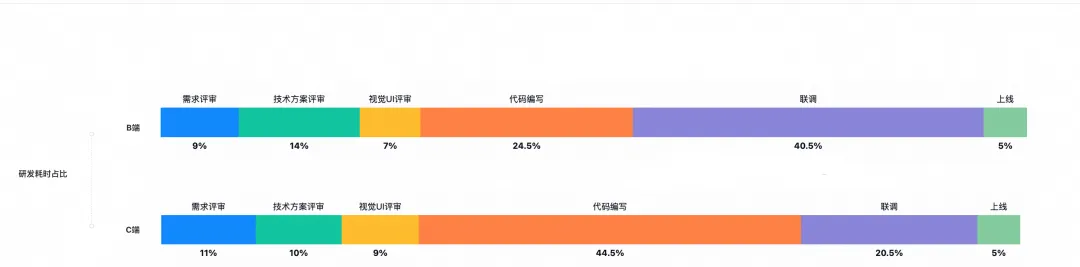 需求评审 技术方案评审 视觉UI评审 代码编写 联调 上线
B端
9% 14% 7% 24.5% 40.5% 5%
研发耗时占比
需求评审 技术方案评审 视觉UI评审 代码编写 联调 上线
C端
11% 10% 9% 44.5% 20.5% 5%